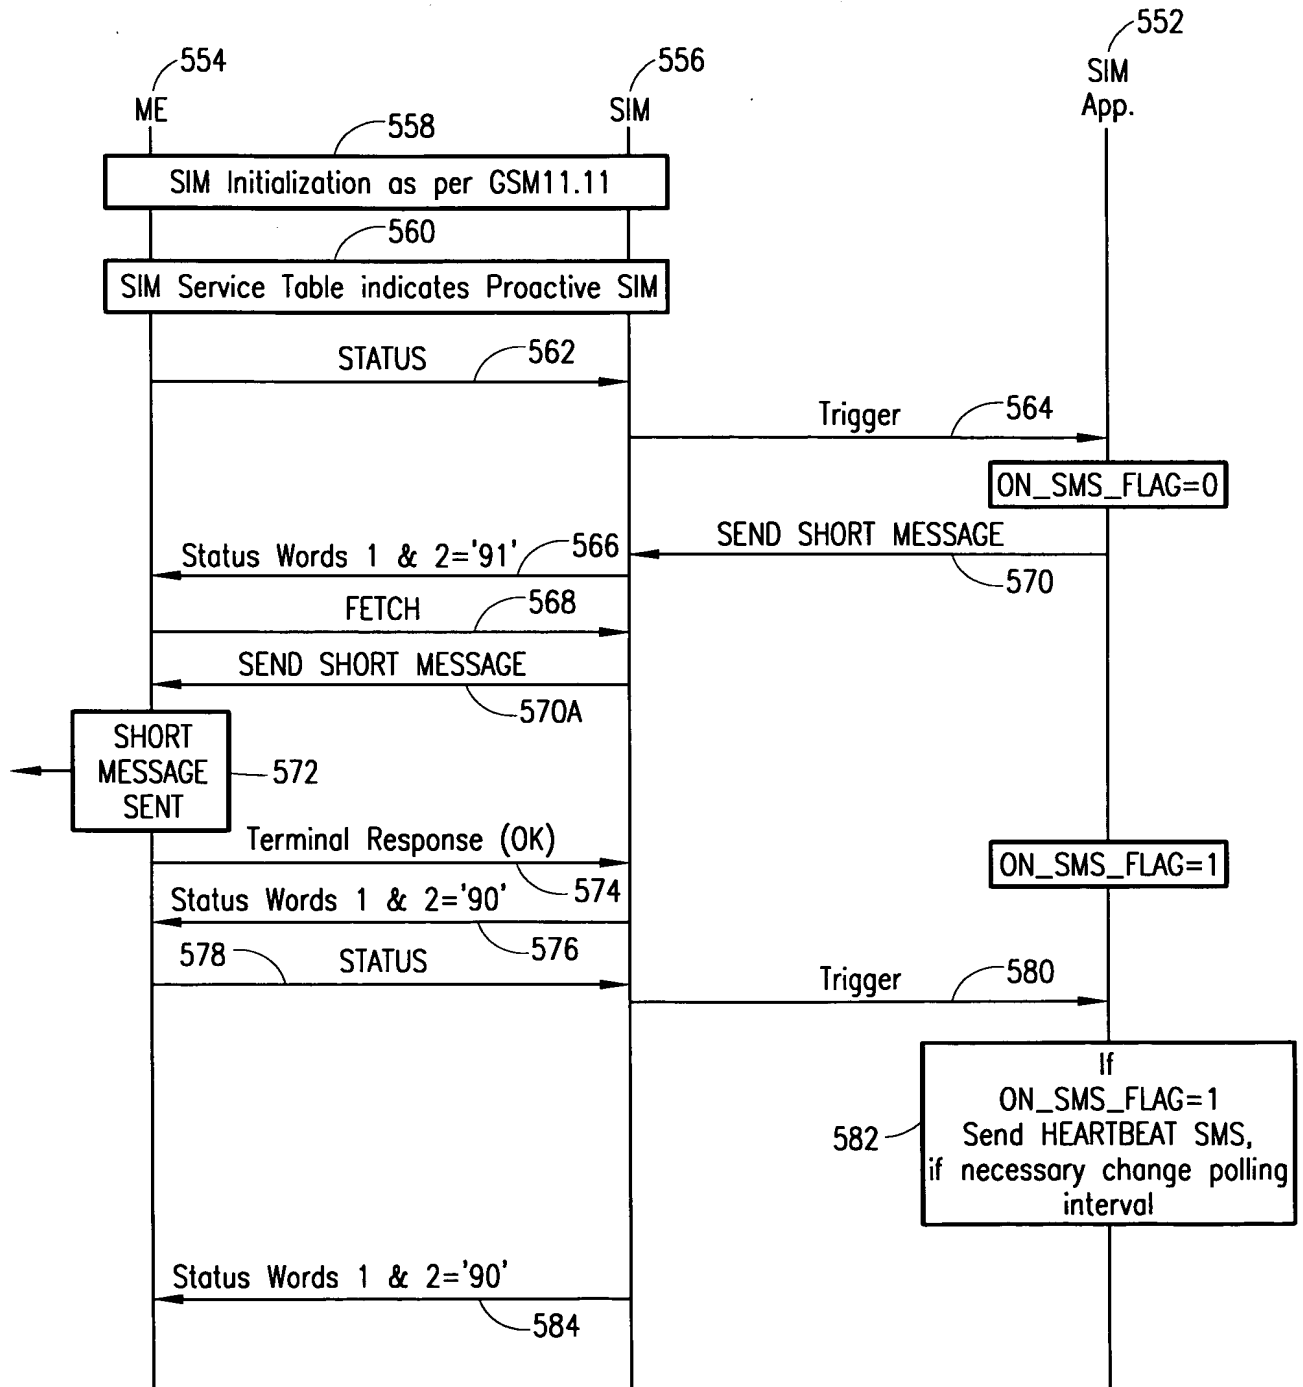 552
SIM
App.
554
ME
556
SIM
558
SIM Initialization as per GSM11.11
560
SIM Service Table indicates Proactive SIM
STATUS
562
Trigger
564
ON_SMS_FLAG=0
SEND SHORT MESSAGE
570
Status Words 1 & 2='91'
566
FETCH
568
SEND SHORT MESSAGE
570A
SHORT
MESSAGE
SENT
572
Terminal Response (OK)
574
ON_SMS_FLAG=1
Status Words 1 & 2='90'
576
578
STATUS
Trigger
580
If
ON_SMS_FLAG=1
Send HEARTBEAT SMS,
if necessary change polling
interval
582
Status Words 1 & 2='90'
584